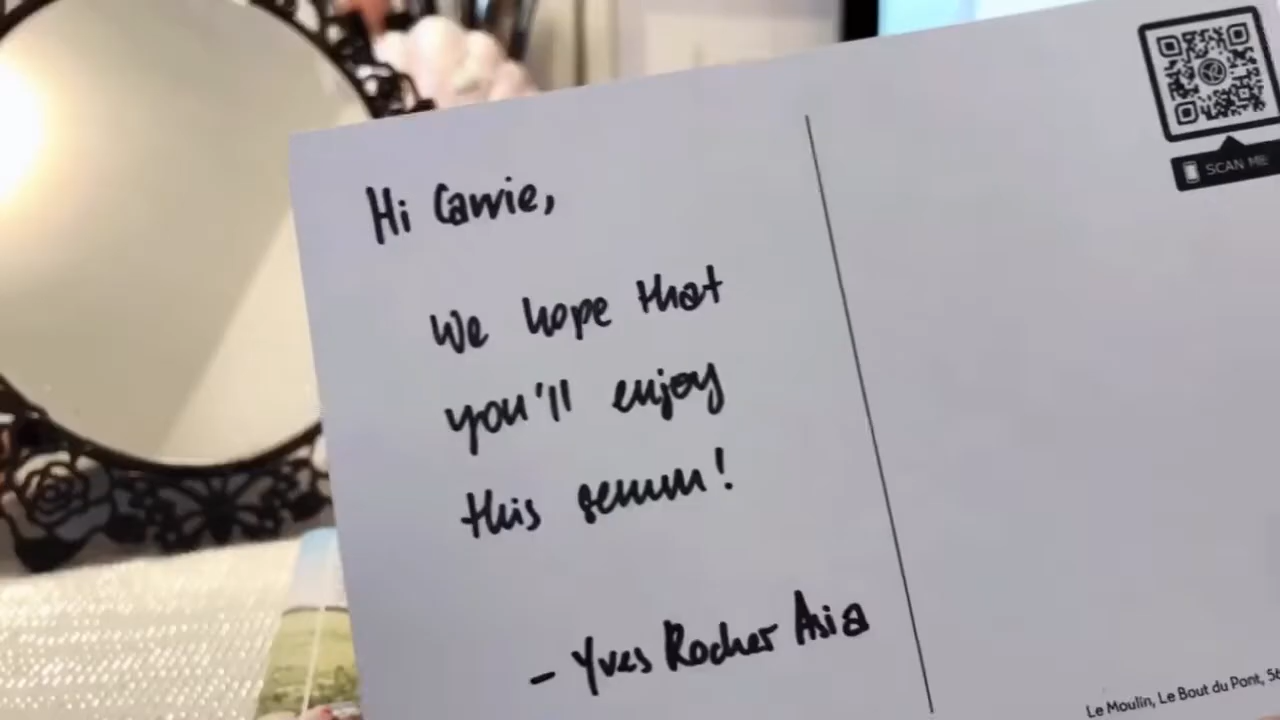 Hi Carrie,
We hope that
you'll enjoy
this serum!
- Yves Rocher Asia
SCAN ME
Le Moulin, Le Bout du Pont, 56